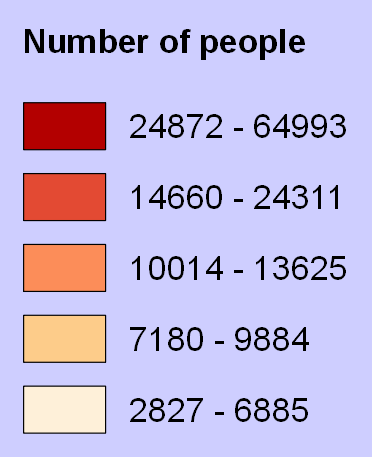 Number of people
24872 - 64993
14660 - 24311
10014 - 13625
7180 - 9884
2827 - 6885